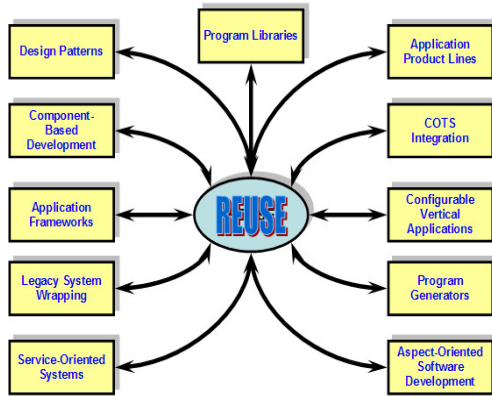 Program Libraries
Design Patterns
Application
Product Lines
Component-
Based
Development
COTS
Integration
REUSE
Application
Frameworks
Configurable
Vertical
Applications
Legacy System
Wrapping
Program
Generators
Service-Oriented
Systems
Aspect-Oriented
Software
Development